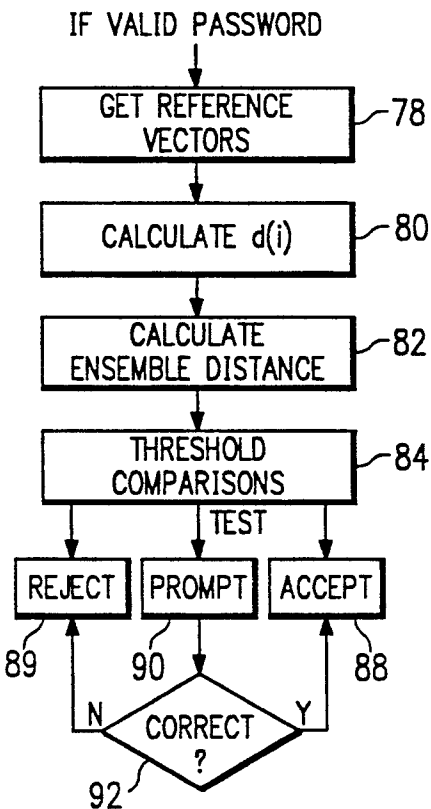 IF VALID PASSWORD
GET REFERENCE
VECTORS
78
CALCULATE d(i)
80
CALCULATE
ENSEMBLE DISTANCE
82
THRESHOLD
COMPARISONS
84
TEST
REJECT
PROMPT
ACCEPT
89
90
88
N
CORRECT
?
Y
92